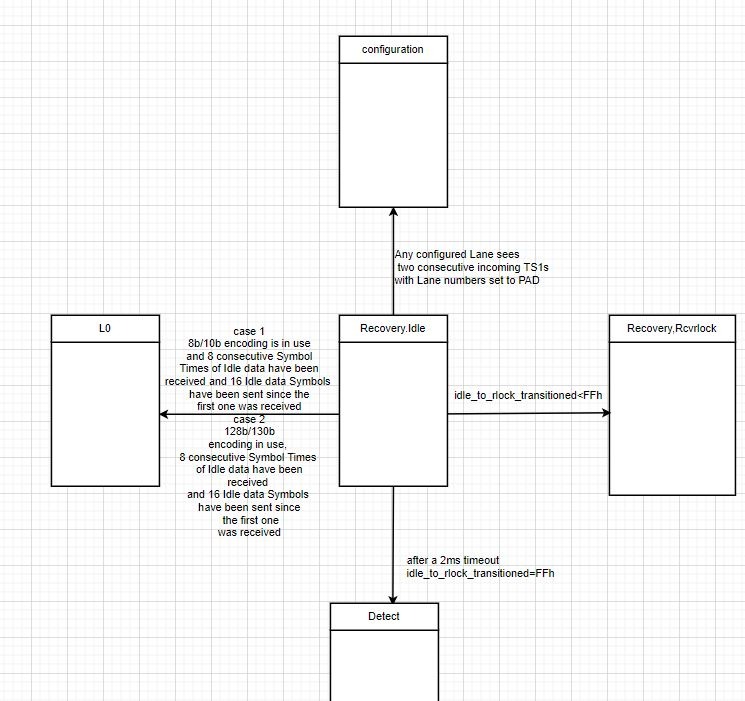 configuration
Any configured Lane sees
two consecutive incoming TS1s
with Lane numbers set to PAD
L0
case 1
8b/10b encoding is in use
and 8 consecutive Symbol
Times of Idle data have been
received and 16 Idle data Symbols
have been sent since the
first one was received
case 2
128b/130b
encoding in use,
8 consecutive Symbol Times
of Idle data have been
received
and 16 Idle data Symbols
have been sent since
the first one
was received
Recovery.Idle
idle_to_rlock_transitioned<FFh
Recovery,Rcvrlock
after a 2ms timeout
idle_to_rlock_transitioned=FFh
Detect